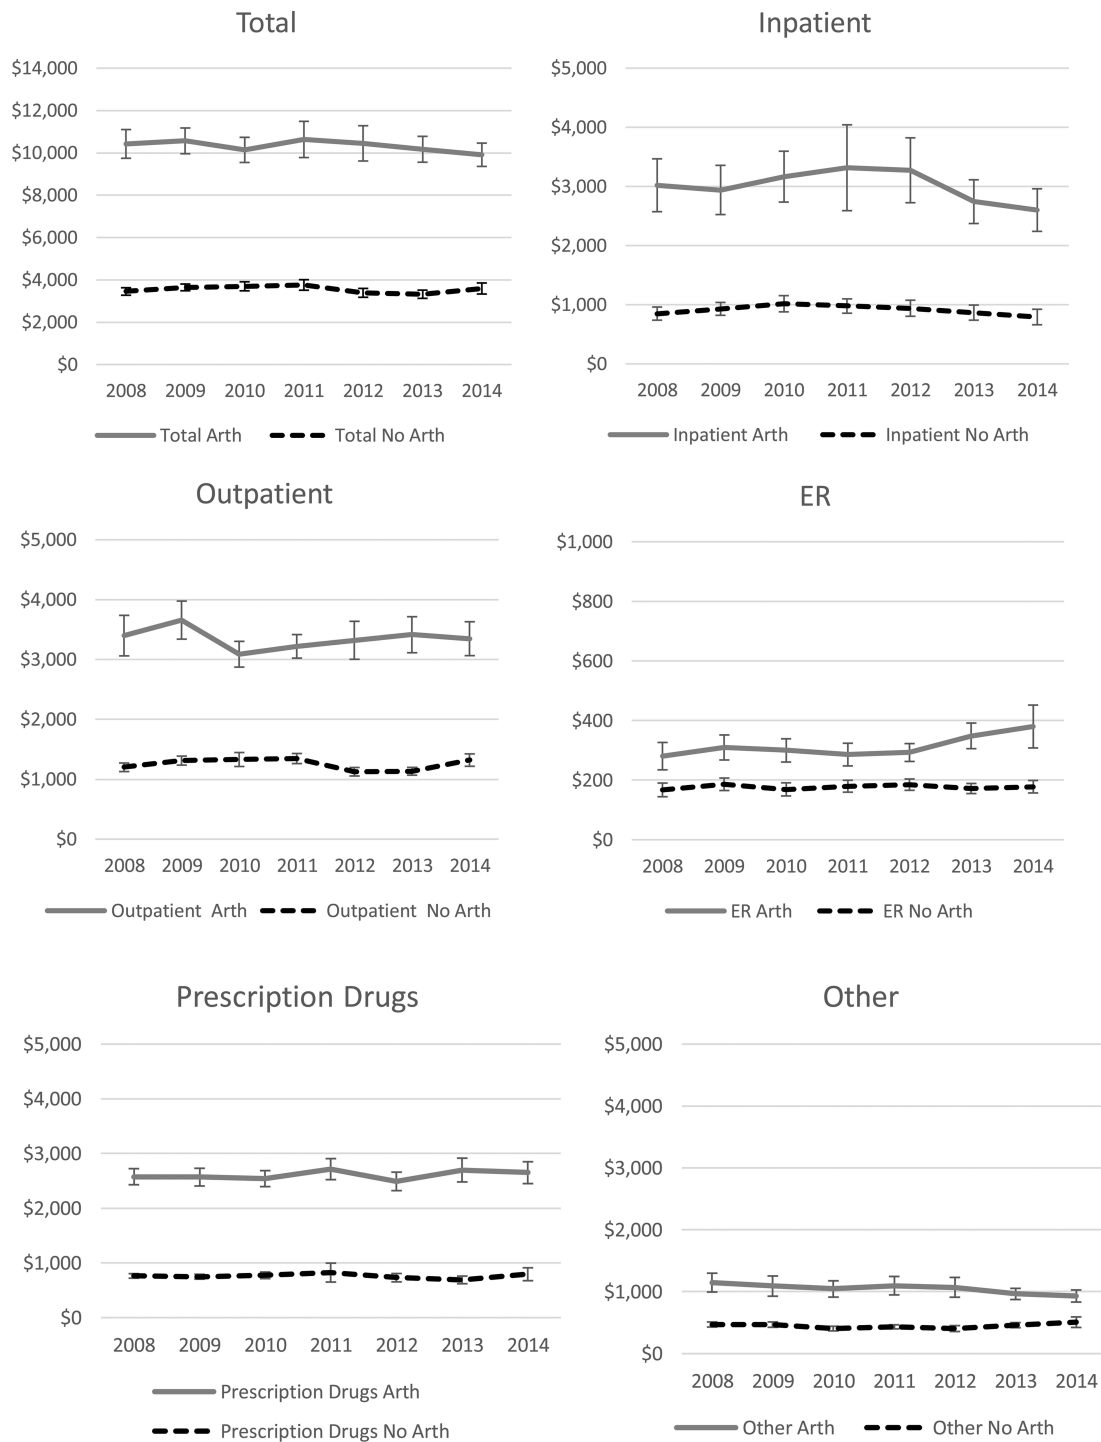 Total
$14,000
$12,000
$10,000
$8,000
$6,000
$4,000
$2,000
$0
2008 2009 2010 2011 2012 2013 2014
Total Arth Total No Arth
Inpatient
$5,000
$4,000
$3,000
$2,000
$1,000
$0
2008 2009 2010 2011 2012 2013 2014
Inpatient Arth Inpatient No Arth
Outpatient
$5,000
$4,000
$3,000
$2,000
$1,000
$0
2008 2009 2010 2011 2012 2013 2014
Outpatient Arth Outpatient No Arth
ER
$1,000
$800
$600
$400
$200
$0
2008 2009 2010 2011 2012 2013 2014
ER Arth ER No Arth
Prescription Drugs
$5,000
$4,000
$3,000
$2,000
$1,000
$0
2008 2009 2010 2011 2012 2013 2014
Prescription Drugs Arth
Prescription Drugs No Arth
Other
$5,000
$4,000
$3,000
$2,000
$1,000
$0
2008 2009 2010 2011 2012 2013 2014
Other Arth Other No Arth